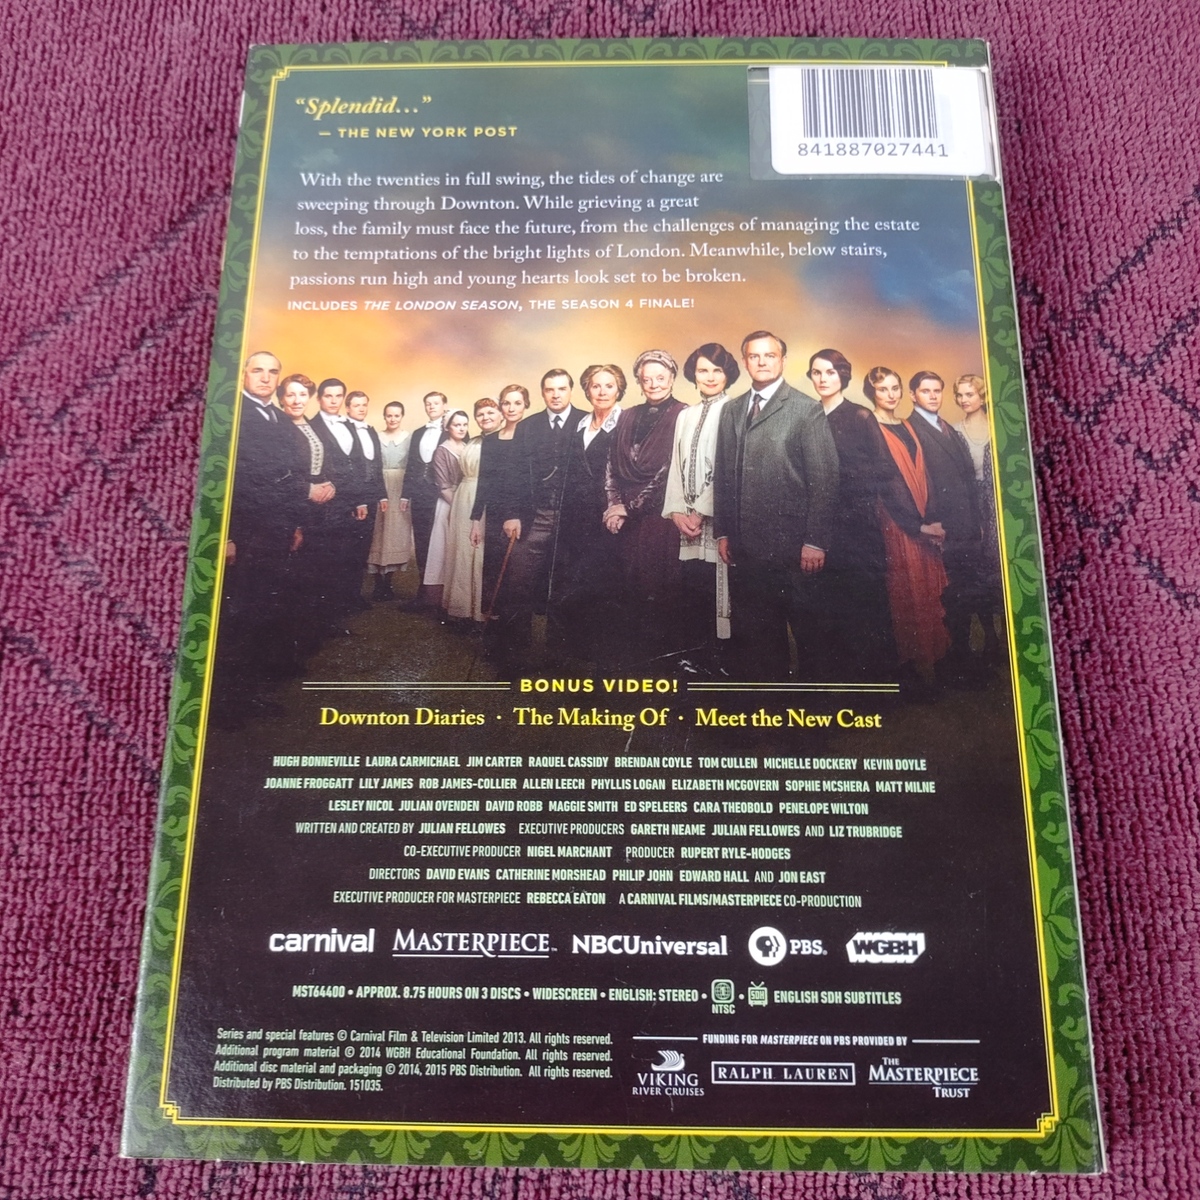 “Splendid...”
— THE NEW YORK POST
841887027441
With the twenties in full swing, the tides of change are
sweeping through Downton. While grieving a great
loss, the family must face the future, from the challenges of managing the estate
to the temptations of the bright lights of London. Meanwhile, below stairs,
passions run high and young hearts look set to be broken.
INCLUDES THE LONDON SEASON, THE SEASON 4 FINALE!
BONUS VIDEO!
Downton Diaries · The Making Of · Meet the New Cast
HUGH BONNEVILLE LAURA CARMICHAEL JIM CARTER RAQUEL CASSIDY BRENDAN COYLE TOM CULLEN MICHELLE DOCKERY KEVIN DOYLE
JOANNE FROGGATT LILY JAMES ROB JAMES-COLLIER ALLEN LEECH PHYLLIS LOGAN ELIZABETH MCGOVERN SOPHIE MCSHERA MATT MILNE
LESLEY NICOL JULIAN OVENDEN DAVID ROBB MAGGIE SMITH ED SPELEERS CARA THEOBOLD PENELOPE WILTON
WRITTEN AND CREATED BY JULIAN FELLOWES EXECUTIVE PRODUCERS GARETH NEAME JULIAN FELLOWES AND LIZ TRUBRIDGE
CO-EXECUTIVE PRODUCER NIGEL MARCHANT PRODUCER RUPERT RYLE-HODGES
DIRECTORS DAVID EVANS CATHERINE MORSHEAD PHILIP JOHN EDWARD HALL AND JON EAST
EXECUTIVE PRODUCER FOR MASTERPIECE REBECCA EATON A CARNIVAL FILMS/MASTERPIECE CO-PRODUCTION
carnival MASTERPIECE™ NBCUniversal PBS. WGBH
MST64400 • APPROX. 8.75 HOURS ON 3 DISCS • WIDESCREEN • ENGLISH: STEREO • NTSC • SDH ENGLISH SDH SUBTITLES
Series and special features © Carnival Film & Television Limited 2013. All rights reserved.
Additional program material © 2014 WGBH Educational Foundation. All rights reserved.
Additional disc material and packaging © 2014, 2015 PBS Distribution. All rights reserved.
Distributed by PBS Distribution. 151035.
FUNDING FOR MASTERPIECE ON PBS PROVIDED BY
VIKING
RIVER CRUISES
RALPH LAUREN
THE
MASTERPIECE
TRUST